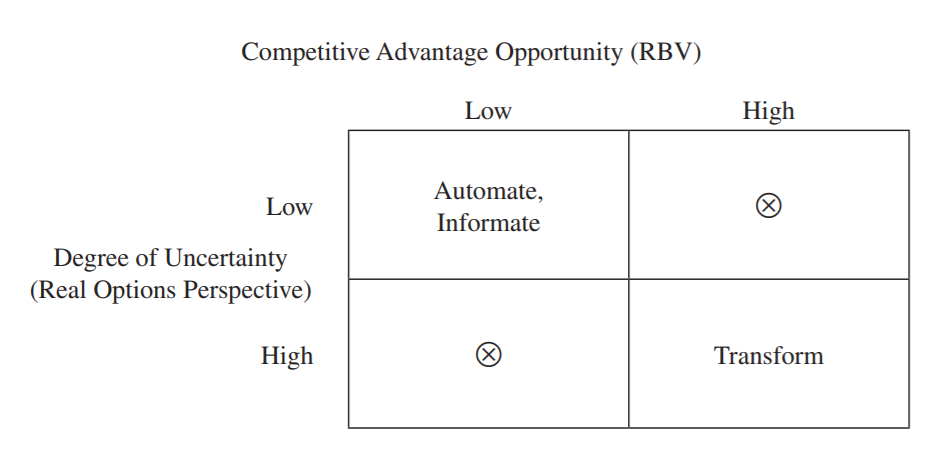 Competitive Advantage Opportunity (RBV)
Low
High
Low
Automate,
Informate
⊗
Degree of Uncertainty
(Real Options Perspective)
High
⊗
Transform